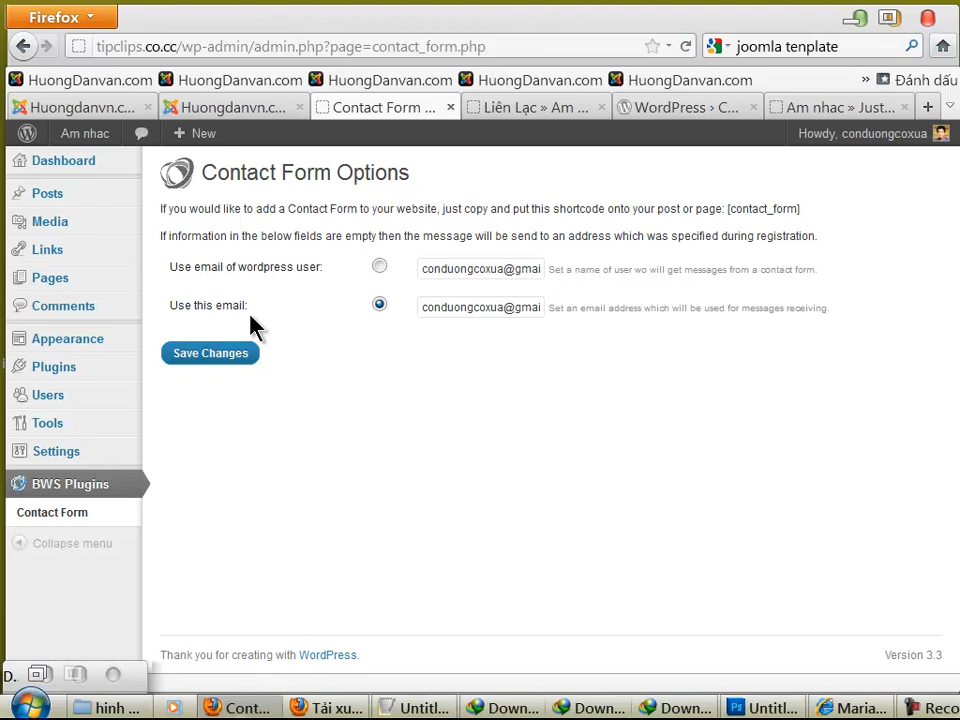 Firefox
tipclips.co.cc/wp-admin/admin.php?page=contact_form.php
joomla tenplate
HuongDanvan.com HuongDanvan.com HuongDanvan.com HuongDanvan.com HuongDanvan.com » Đánh dấu
Huongdanvn.c... × Huongdanvn.c... × Contact Form ... × Liên Lạc » Am ... × WordPress › C... × Am nhac » Just... × +
Am nhac + New Howdy, conduongcoxua
Dashboard
Posts
Media
Links
Pages
Comments
Appearance
Plugins
Users
Tools
Settings
BWS Plugins
Contact Form
Collapse menu
Contact Form Options
If you would like to add a Contact Form to your website, just copy and put this shortcode onto your post or page: [contact_form]
If information in the below fields are empty then the message will be send to an address which was specified during registration.
Use email of wordpress user: conduongcoxua@gmai Set a name of user wo will get messages from a contact form.
Use this email: conduongcoxua@gmai Set an email address which will be used for messages receiving.
Save Changes
Thank you for creating with WordPress. Version 3.3
D.
hinh ... Cont... Tải xu... Untitl... Down... Down... Down... Untitl... Maria... Reco